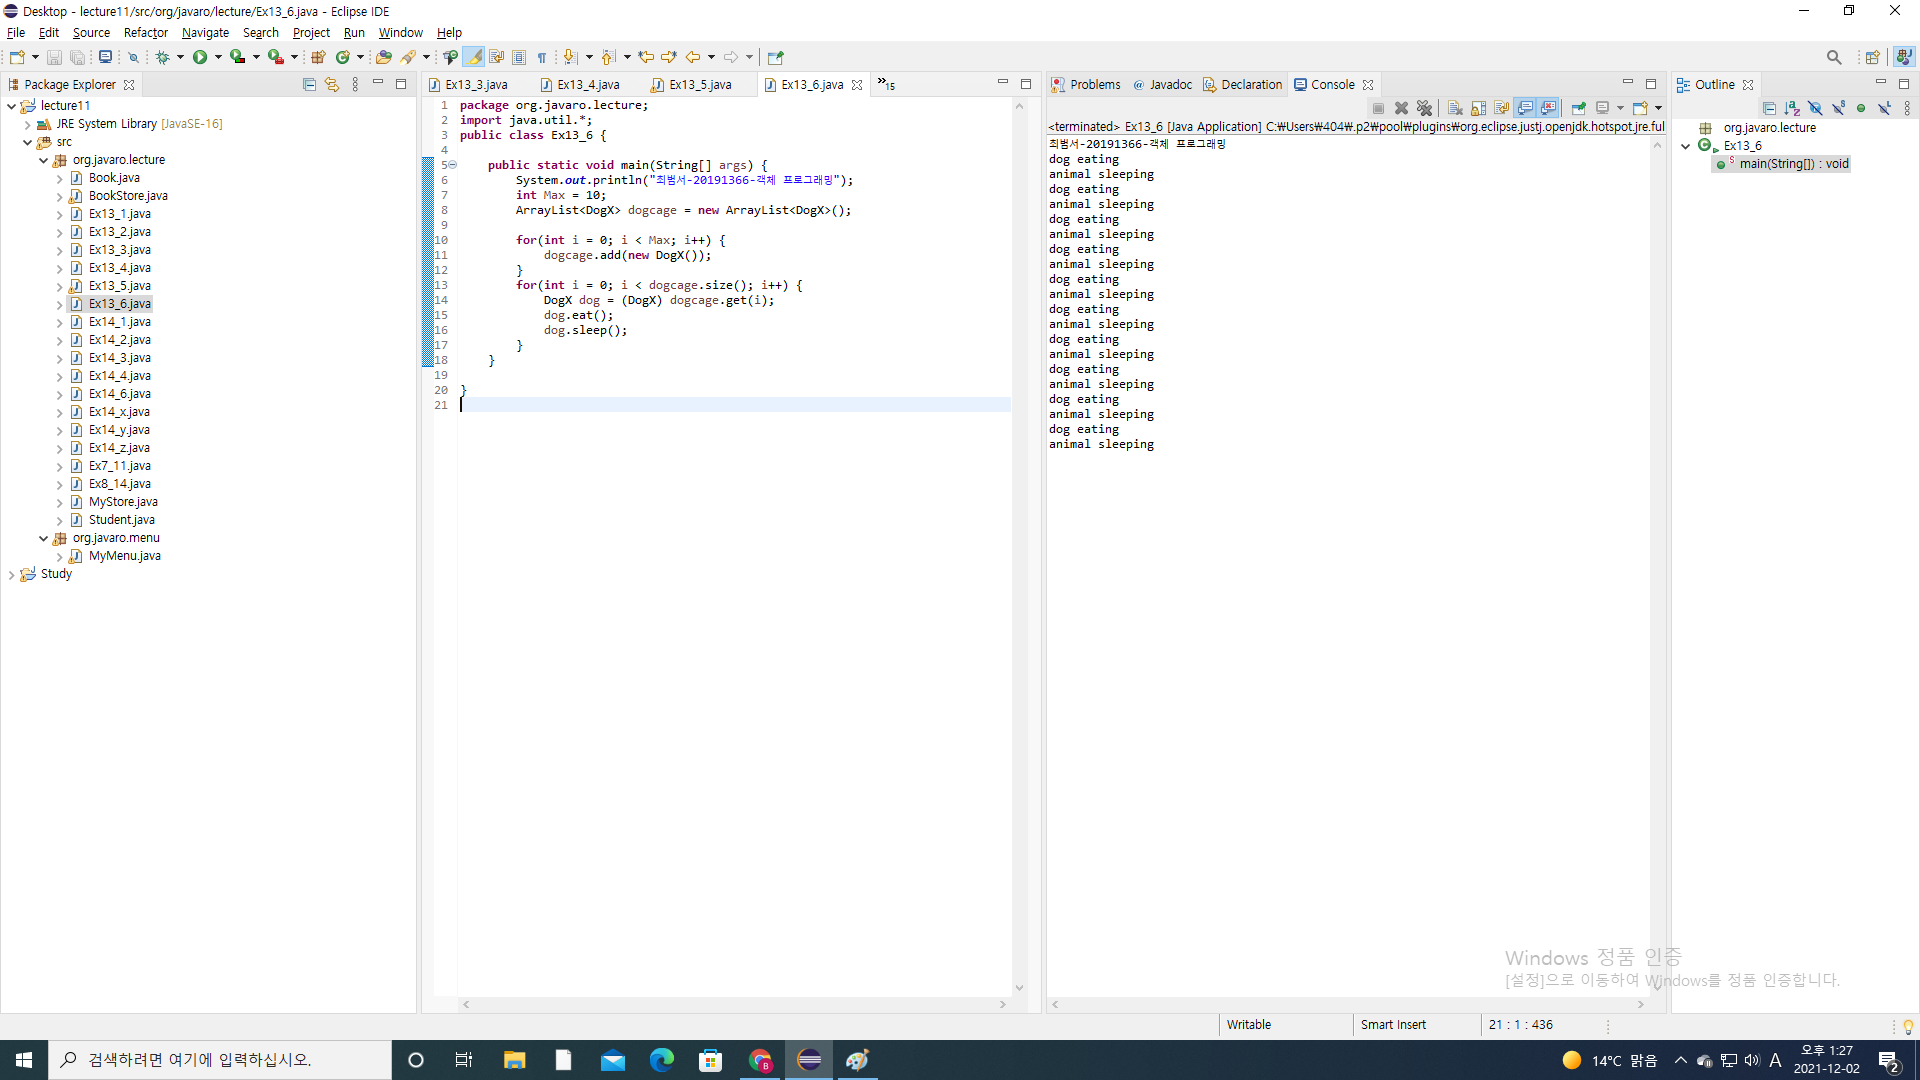 Desktop - lecture11/src/org/javaro/lecture/Ex13_6.java - Eclipse IDE
File Edit Source Refactor Navigate Search Project Run Window Help
Package Explorer
lecture11
JRE System Library [JavaSE-16]
src
org.javaro.lecture
Book.java
BookStore.java
Ex13_1.java
Ex13_2.java
Ex13_3.java
Ex13_4.java
Ex13_5.java
Ex13_6.java
Ex14_1.java
Ex14_2.java
Ex14_3.java
Ex14_4.java
Ex14_6.java
Ex14_x.java
Ex14_y.java
Ex14_z.java
Ex7_11.java
Ex8_14.java
MyStore.java
Student.java
org.javaro.menu
MyMenu.java
Study
Ex13_3.java Ex13_4.java Ex13_5.java Ex13_6.java »15
1 package org.javaro.lecture;
2 import java.util.*;
3 public class Ex13_6 {
4
5 public static void main(String[] args) {
6 System.out.println("최범서-20191366-객체 프로그래밍");
7 int Max = 10;
8 ArrayList<DogX> dogcage = new ArrayList<DogX>();
9
10 for(int i = 0; i < Max; i++) {
11 dogcage.add(new DogX());
12 }
13 for(int i = 0; i < dogcage.size(); i++) {
14 DogX dog = (DogX) dogcage.get(i);
15 dog.eat();
16 dog.sleep();
17 }
18 }
19
20 }
21
Problems @ Javadoc Declaration Console
<terminated> Ex13_6 [Java Application] C:₩Users₩404₩.p2₩pool₩plugins₩org.eclipse.justj.openjdk.hotspot.jre.full
최범서-20191366-객체 프로그래밍
dog eating
animal sleeping
dog eating
animal sleeping
dog eating
animal sleeping
dog eating
animal sleeping
dog eating
animal sleeping
dog eating
animal sleeping
dog eating
animal sleeping
dog eating
animal sleeping
dog eating
animal sleeping
dog eating
animal sleeping
Outline
org.javaro.lecture
Ex13_6
main(String[]) : void
Windows 정품 인증
[설정]으로 이동하여 Windows를 정품 인증합니다.
Writable Smart Insert 21 : 1 : 436
검색하려면 여기에 입력하십시오.
14°C 맑음
A
오후 1:27
2021-12-02
2